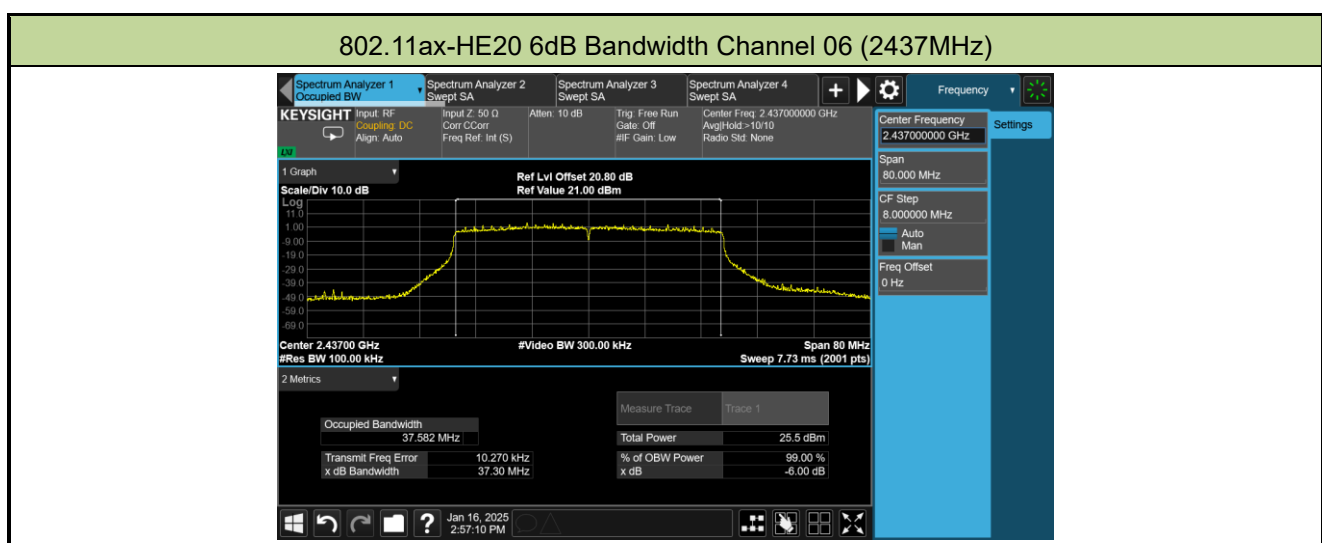 802.11ax-HE20 6dB Bandwidth Channel 06 (2437MHz)
Spectrum Analyzer 1
Occupied BW
Spectrum Analyzer 2
Swept SA
Spectrum Analyzer 3
Swept SA
Spectrum Analyzer 4
Swept SA
+
Frequency
KEYSIGHT
Input: RF
Coupling: DC
Align: Auto
Input Z: 50 Ω
Corr CCorr
Freq Ref: Int (S)
Atten: 10 dB
Trig: Free Run
Gate: Off
#IF Gain: Low
Center Freq: 2.437000000 GHz
Avg|Hold:>10/10
Radio Std: None
LXI
1 Graph
Scale/Div 10.0 dB
Ref Lvl Offset 20.80 dB
Ref Value 21.00 dBm
Log
11.0
1.00
-9.00
-19.0
-29.0
-39.0
-49.0
-59.0
-69.0
Center 2.43700 GHz
#Res BW 100.00 kHz
#Video BW 300.00 kHz
Span 80 MHz
Sweep 7.73 ms (2001 pts)
2 Metrics
Measure Trace Trace 1
Occupied Bandwidth
37.582 MHz
Total Power 25.5 dBm
Transmit Freq Error 10.270 kHz
% of OBW Power 99.00 %
x dB Bandwidth 37.30 MHz
x dB -6.00 dB
Center Frequency
2.437000000 GHz
Settings
Span
80.000 MHz
CF Step
8.000000 MHz
Auto
Man
Freq Offset
0 Hz
?
Jan 16, 2025
2:57:10 PM